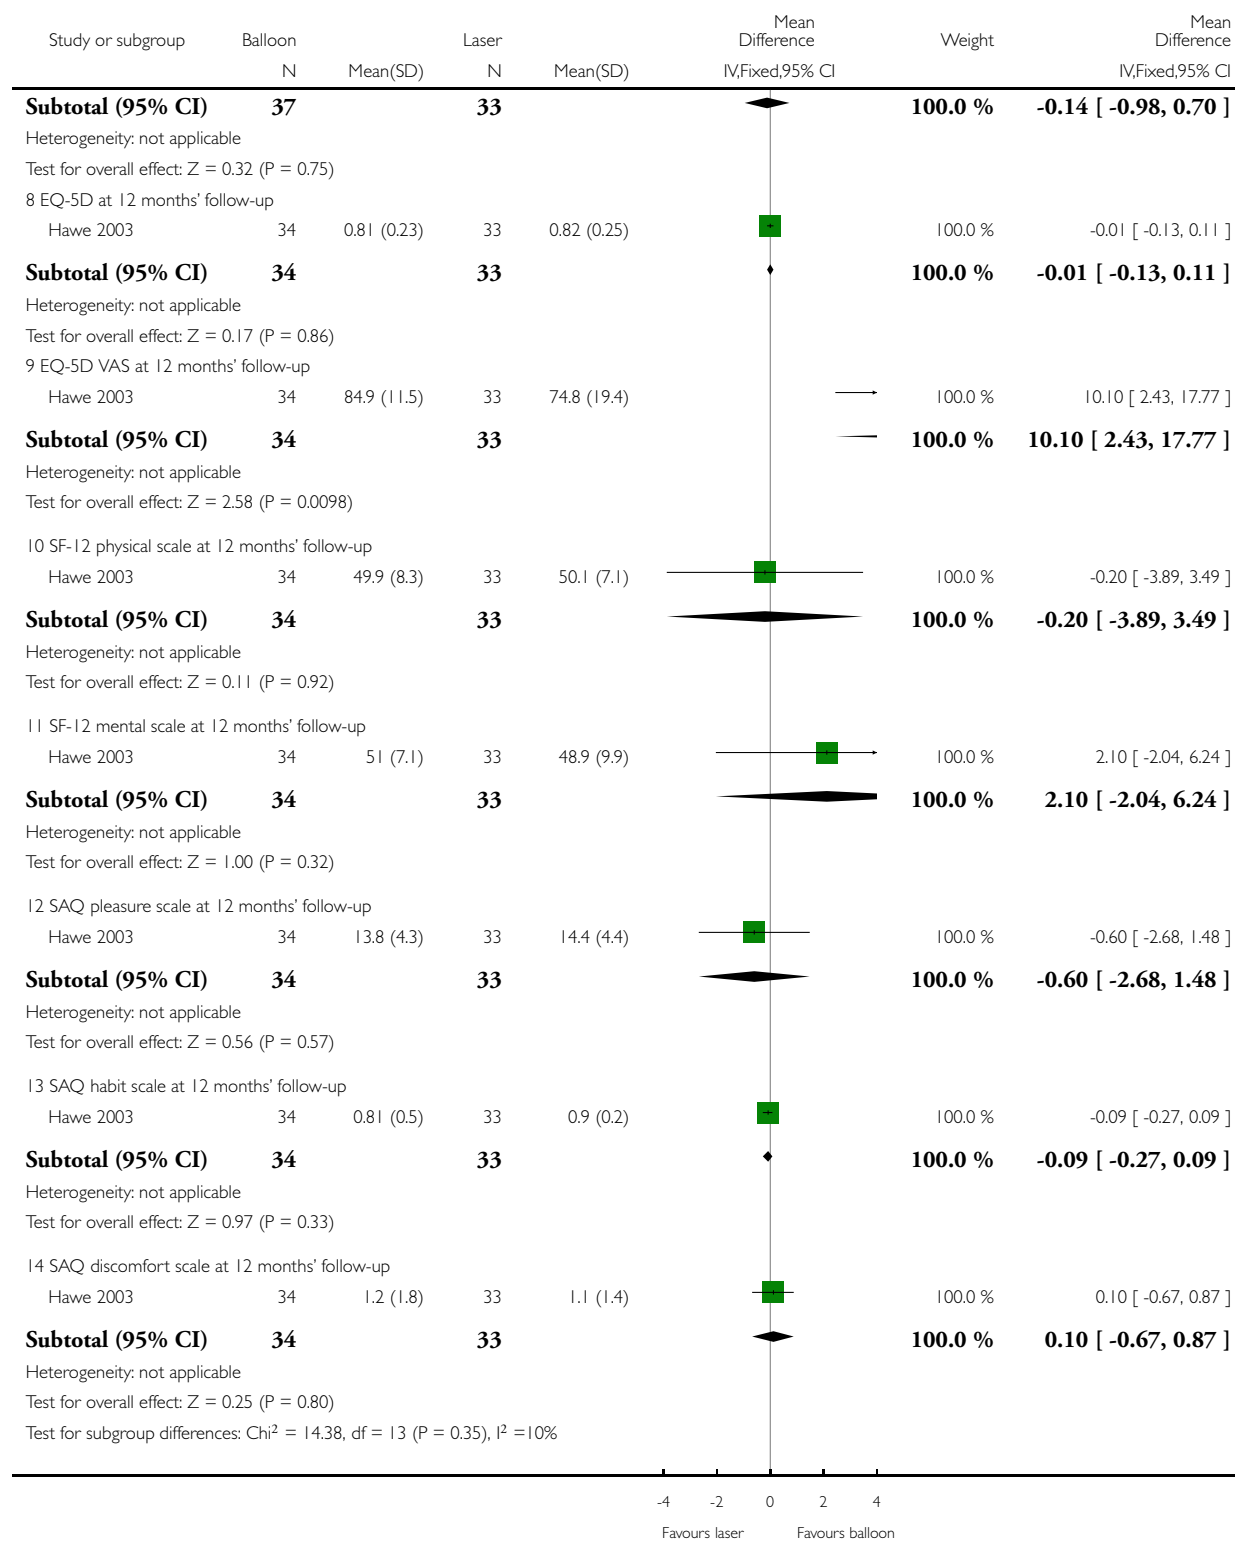 Study or subgroup Balloon Laser Mean Difference Weight Mean Difference
N Mean(SD) N Mean(SD) IV,Fixed,95% CI IV,Fixed,95% CI
Subtotal (95% CI) 37 33 100.0 % -0.14 [ -0.98, 0.70 ]
Heterogeneity: not applicable
Test for overall effect: Z = 0.32 (P = 0.75)
8 EQ-5D at 12 months’ follow-up
Hawe 2003 34 0.81 (0.23) 33 0.82 (0.25) 100.0 % -0.01 [ -0.13, 0.11 ]
Subtotal (95% CI) 34 33 100.0 % -0.01 [ -0.13, 0.11 ]
Heterogeneity: not applicable
Test for overall effect: Z = 0.17 (P = 0.86)
9 EQ-5D VAS at 12 months’ follow-up
Hawe 2003 34 84.9 (11.5) 33 74.8 (19.4) 100.0 % 10.10 [ 2.43, 17.77 ]
Subtotal (95% CI) 34 33 100.0 % 10.10 [ 2.43, 17.77 ]
Heterogeneity: not applicable
Test for overall effect: Z = 2.58 (P = 0.0098)
10 SF-12 physical scale at 12 months’ follow-up
Hawe 2003 34 49.9 (8.3) 33 50.1 (7.1) 100.0 % -0.20 [ -3.89, 3.49 ]
Subtotal (95% CI) 34 33 100.0 % -0.20 [ -3.89, 3.49 ]
Heterogeneity: not applicable
Test for overall effect: Z = 0.11 (P = 0.92)
11 SF-12 mental scale at 12 months’ follow-up
Hawe 2003 34 51 (7.1) 33 48.9 (9.9) 100.0 % 2.10 [ -2.04, 6.24 ]
Subtotal (95% CI) 34 33 100.0 % 2.10 [ -2.04, 6.24 ]
Heterogeneity: not applicable
Test for overall effect: Z = 1.00 (P = 0.32)
12 SAQ pleasure scale at 12 months’ follow-up
Hawe 2003 34 13.8 (4.3) 33 14.4 (4.4) 100.0 % -0.60 [ -2.68, 1.48 ]
Subtotal (95% CI) 34 33 100.0 % -0.60 [ -2.68, 1.48 ]
Heterogeneity: not applicable
Test for overall effect: Z = 0.56 (P = 0.57)
13 SAQ habit scale at 12 months’ follow-up
Hawe 2003 34 0.81 (0.5) 33 0.9 (0.2) 100.0 % -0.09 [ -0.27, 0.09 ]
Subtotal (95% CI) 34 33 100.0 % -0.09 [ -0.27, 0.09 ]
Heterogeneity: not applicable
Test for overall effect: Z = 0.97 (P = 0.33)
14 SAQ discomfort scale at 12 months’ follow-up
Hawe 2003 34 1.2 (1.8) 33 1.1 (1.4) 100.0 % 0.10 [ -0.67, 0.87 ]
Subtotal (95% CI) 34 33 100.0 % 0.10 [ -0.67, 0.87 ]
Heterogeneity: not applicable
Test for overall effect: Z = 0.25 (P = 0.80)
Test for subgroup differences: Chi² = 14.38, df = 13 (P = 0.35), I² =10%
-4 -2 0 2 4
Favours laser Favours balloon